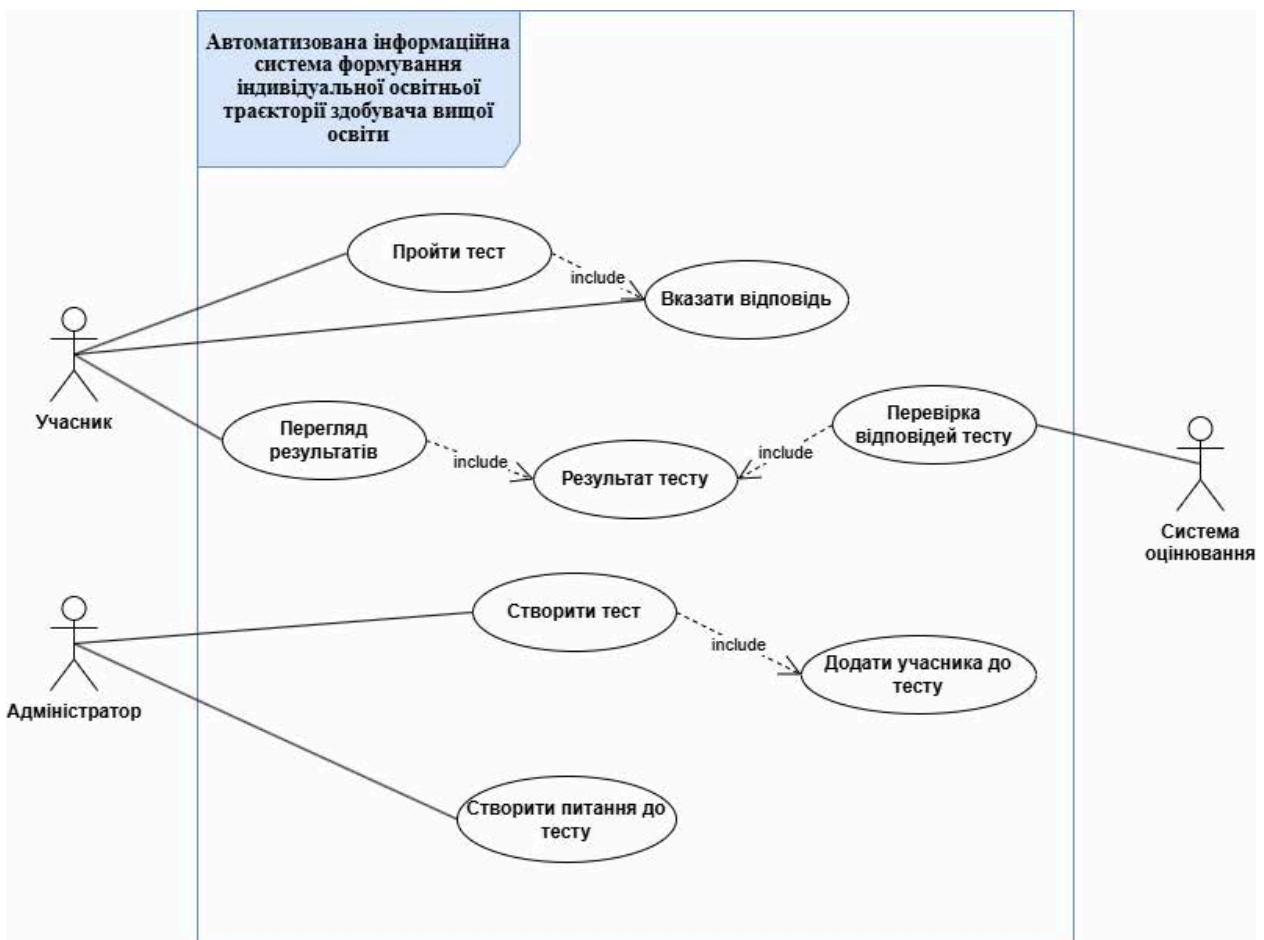 Автоматизована інформаційна
система формування
індивідуальної освітньої
траєкторії здобувача вищої
освіти
Пройти тест
include
Вказати відповідь
Учасник
Перегляд
результатів
include
Результат тесту
include
Перевірка
відповідей тесту
Система
оцінювання
Створити тест
include
Додати учасника до
тесту
Адміністратор
Створити питання до
тесту